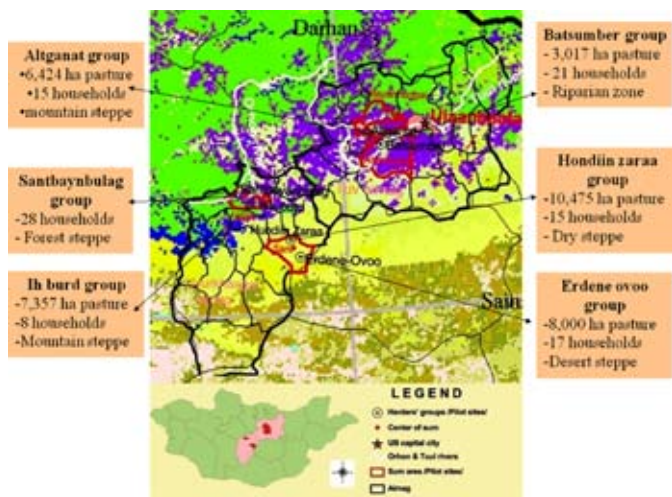 Altganat group
•6,424 ha pasture
•15 households
•mountain steppe
Santbaynbulag
group
-28 households
- Forest steppe
Ih burd group
-7,357 ha pasture
-8 households
-Mountain steppe
Darhan
Hundiin Zaraa
Erdene-Ovoo
Sain
Batsumber group
- 3,017 ha pasture
- 21 households
- Riparian zone
Hondiin zaraa
group
-10,475 ha pasture
-15 households
- Dry steppe
Erdene ovoo
group
-8,000 ha pasture
-17 households
-Desert steppe
LEGEND
Herders' groups /Pilot sites/
Center of sum
UB capital city
Orhon & Tuul rivers
Sum area /Pilot sites/
Aimag